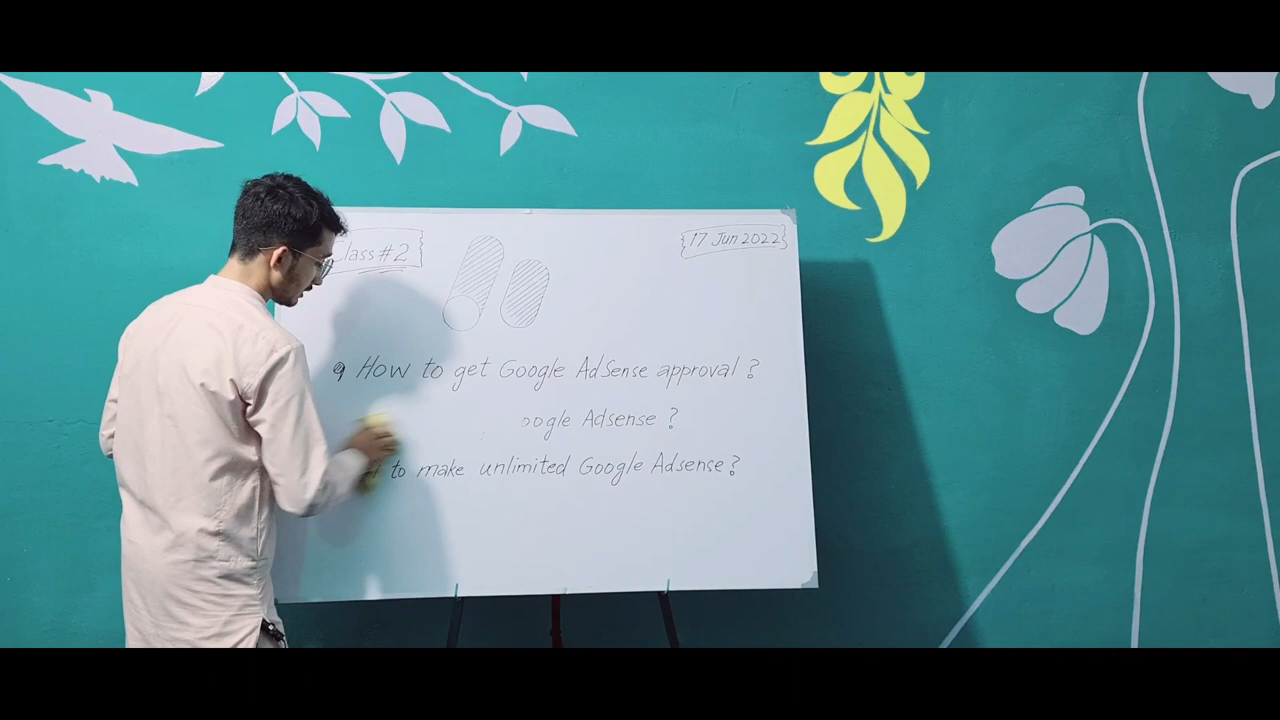 Class #2
17 Jun 2022
How to get Google AdSense approval ?
oogle Adsense ?
to make unlimited Google Adsense ?